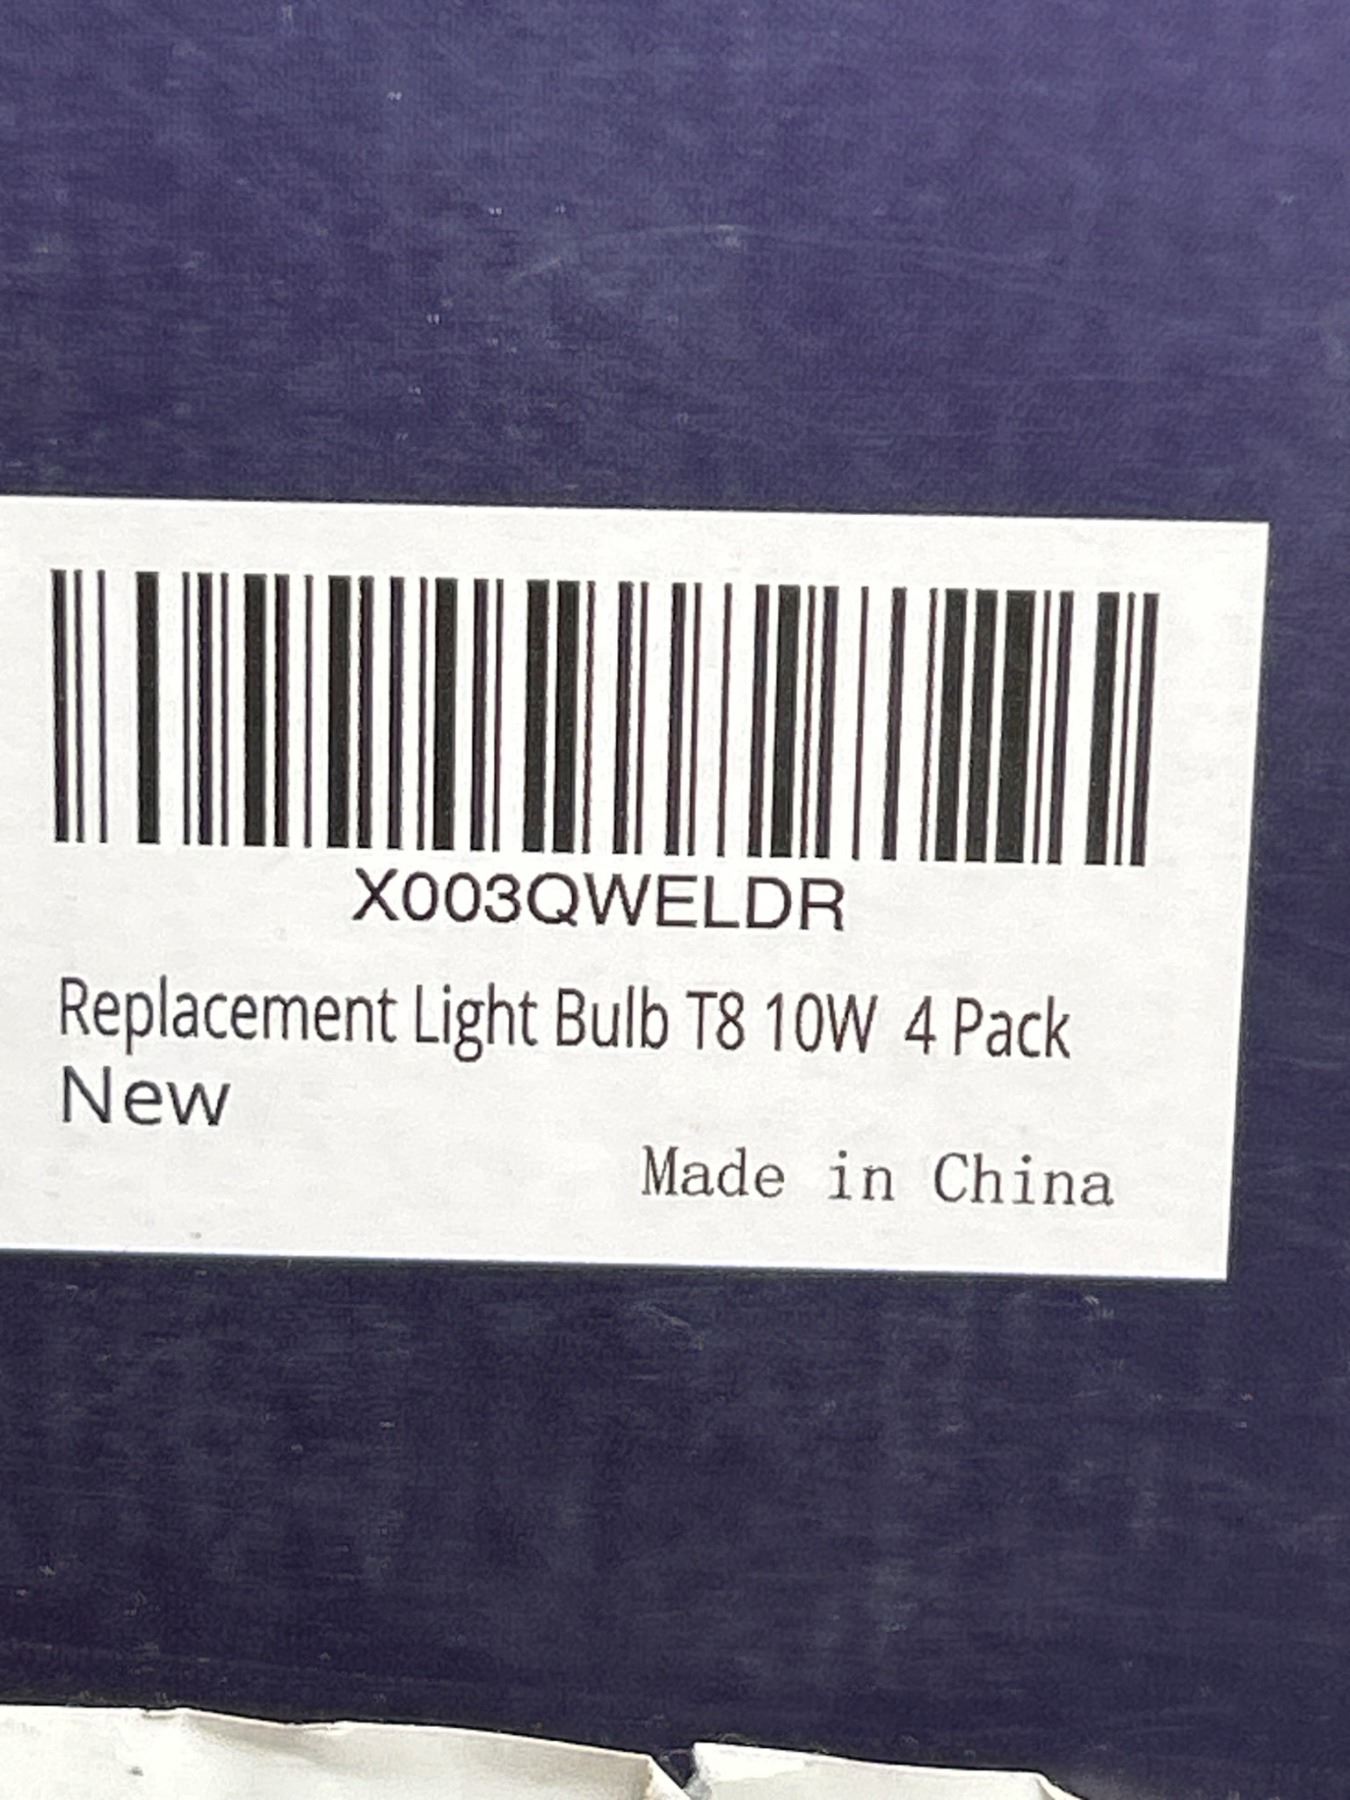 X003QWELDR
Replacement Light Bulb T8 10W 4 Pack
New
Made in China